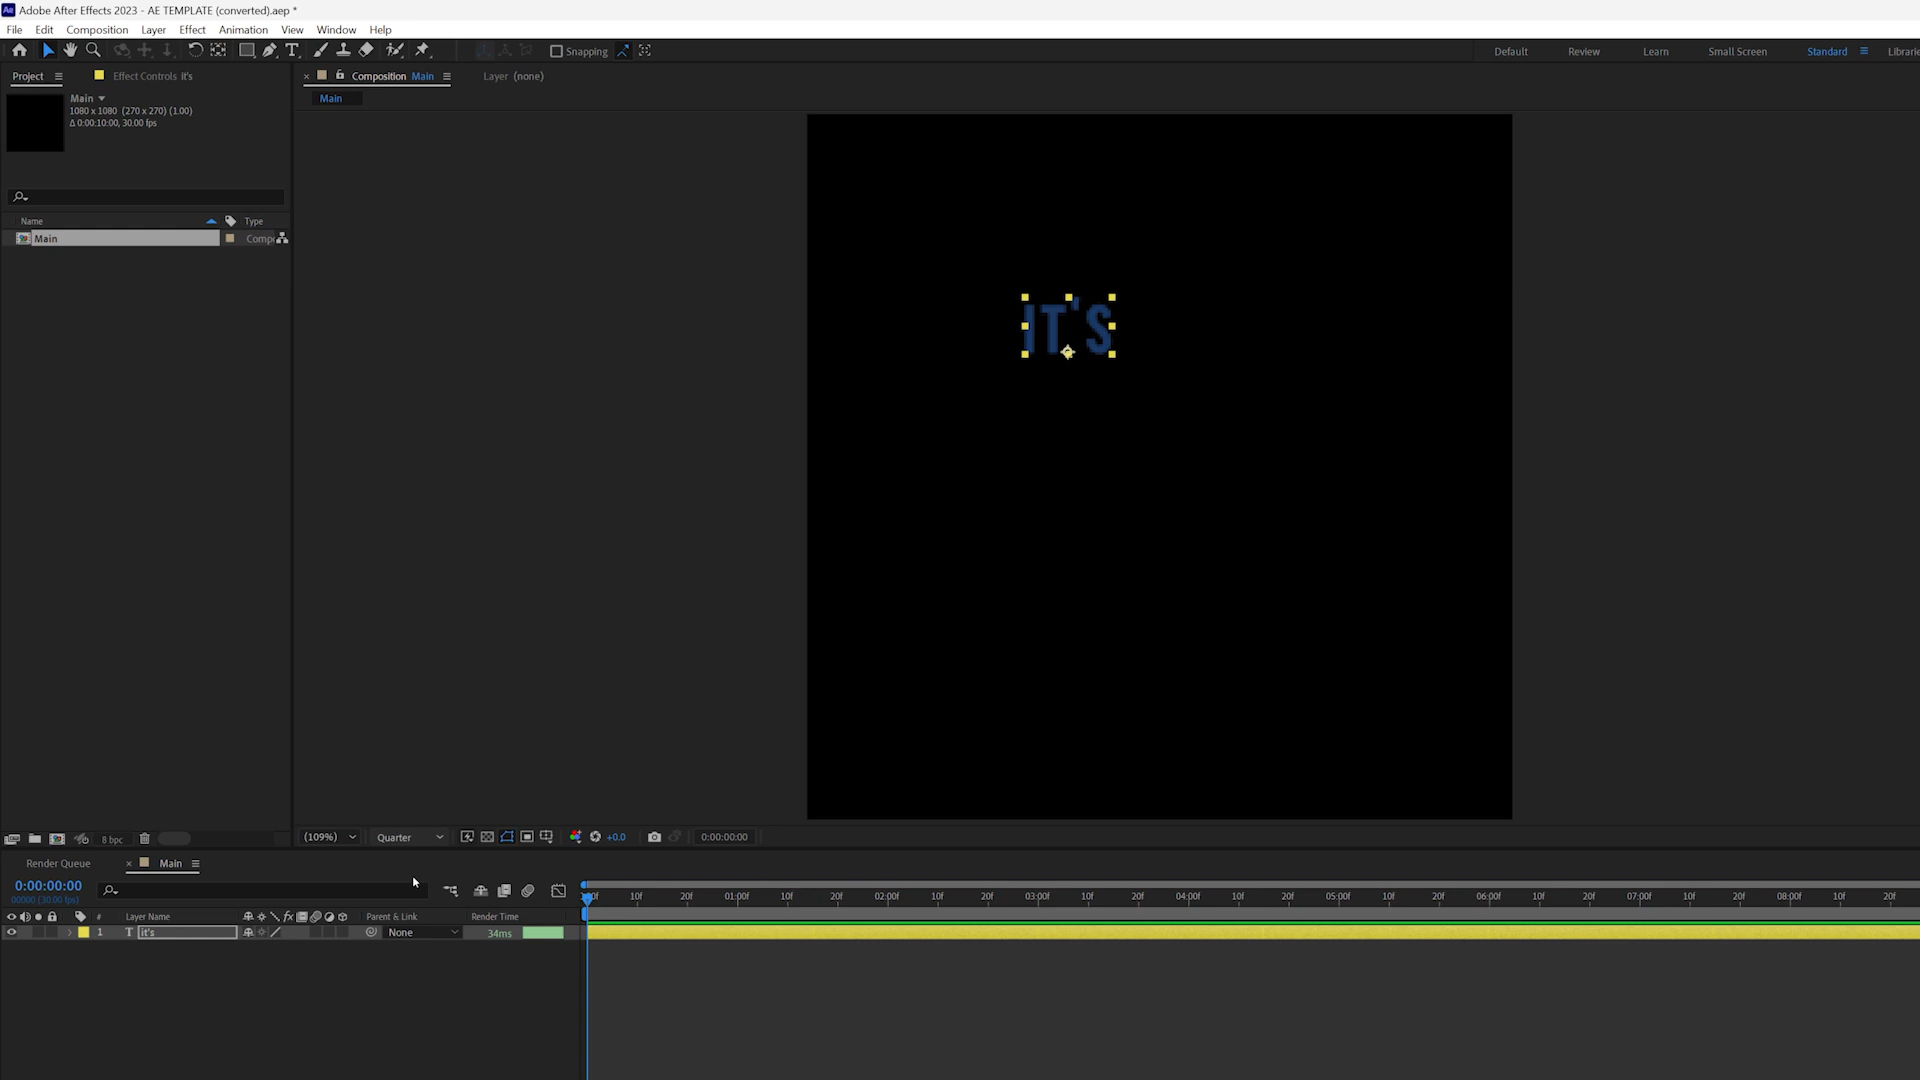 Adobe After Effects 2023 - AE TEMPLATE (converted).aep *
File Edit Composition Layer Effect Animation View Window Help
Snapping Default Review Learn Small Screen Standard Librarie
Project Effect Controls it's Composition Main Layer (none)
Main
Main
1080 x 1080 (270 x 270) (1.00)
Δ 0:00:10:00, 30.00 fps
Name Type
Main Comp
IT'S
8 bpc (109%) Quarter +0.0 0:00:00:00
Render Queue Main
0:00:00:00
00000 (30.00 fps)
00f 10f 20f 01:00f 10f 20f 02:00f 10f 20f 03:00f 10f 20f 04:00f 10f 20f 05:00f 10f 20f 06:00f 10f 20f 07:00f 10f 20f 08:00f 10f 20f
# Layer Name fx Parent & Link Render Time
1 T it's None 34ms